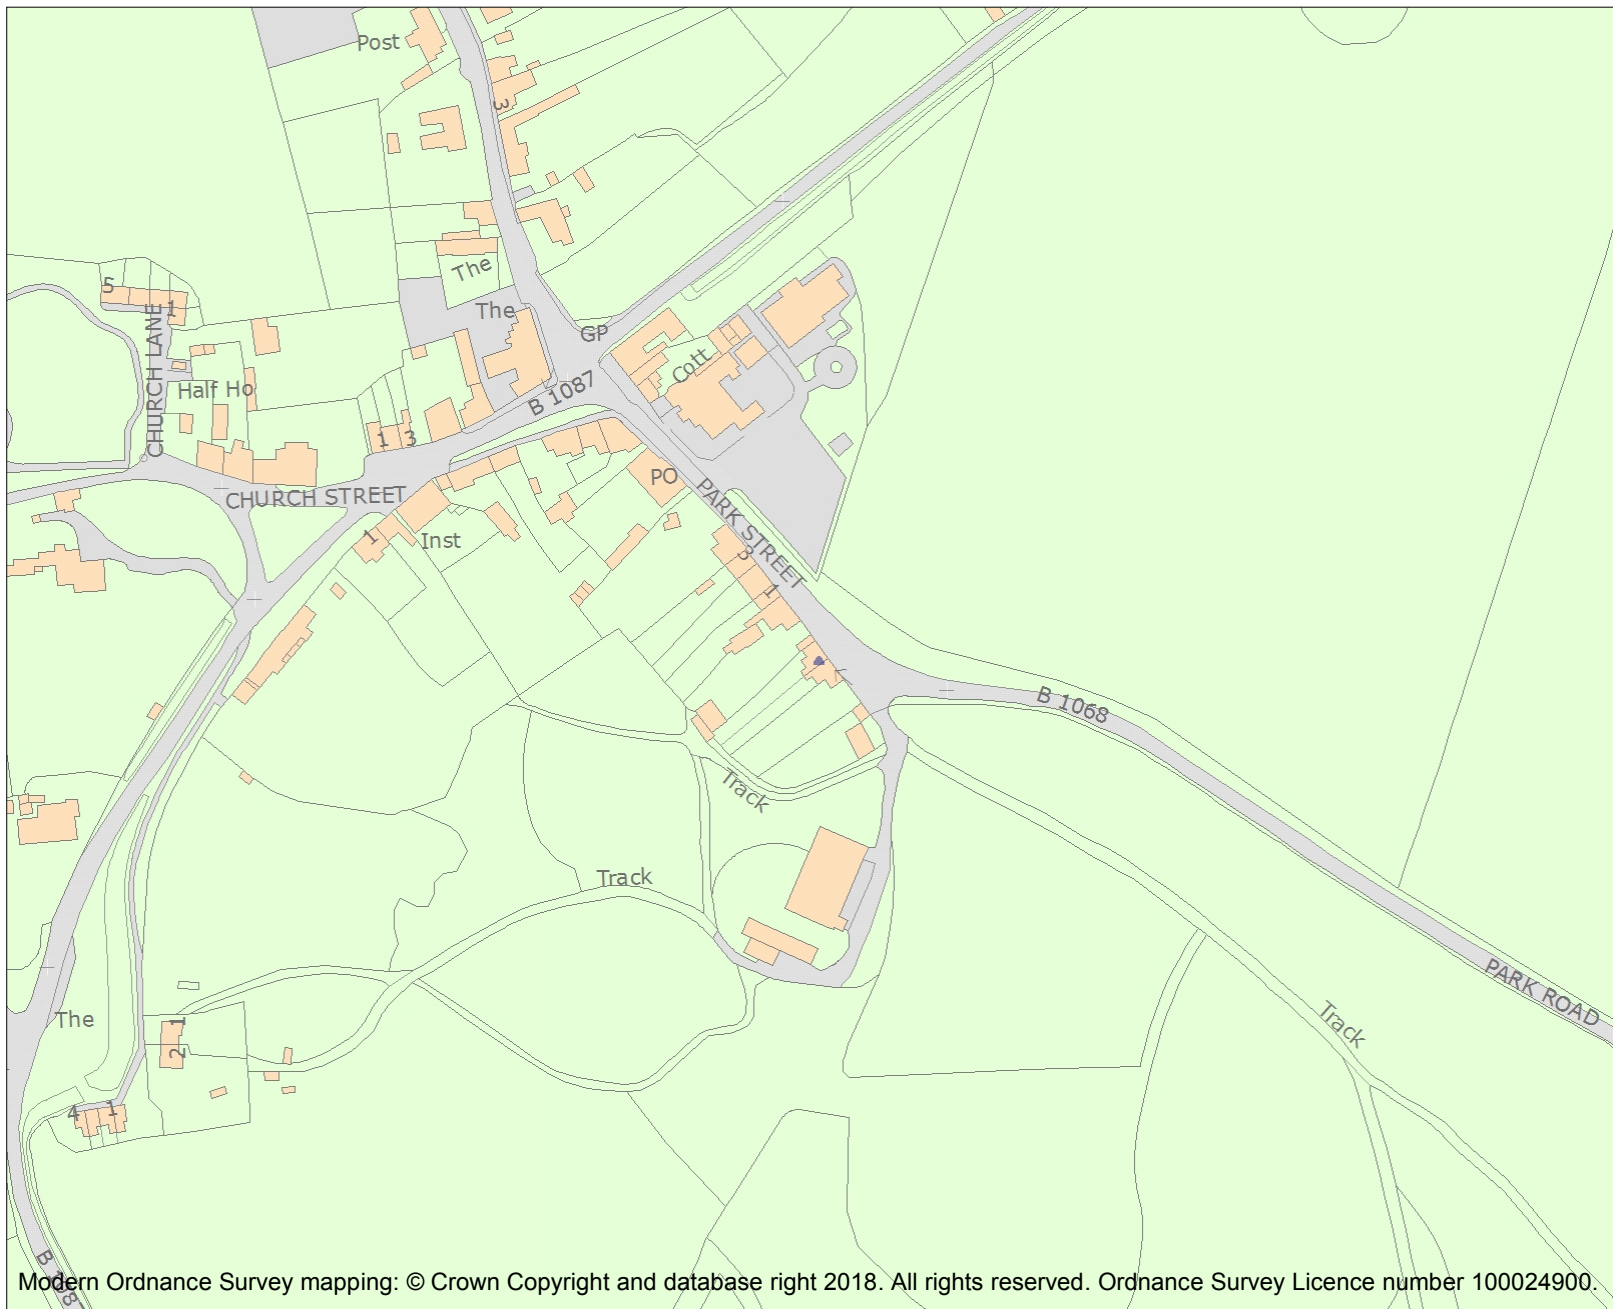 Post
3
The
The
5
1
CHURCH LANE
GP
Cott
Half Ho
B 1087
1
3
CHURCH STREET
PO
PARK STREET
1
Inst
3
1
B 1068
Track
Track
PARK ROAD
Track
The
1
2
4
1
Modern Ordnance Survey mapping: © Crown Copyright and database right 2018. All rights reserved. Ordnance Survey Licence number 100024900.